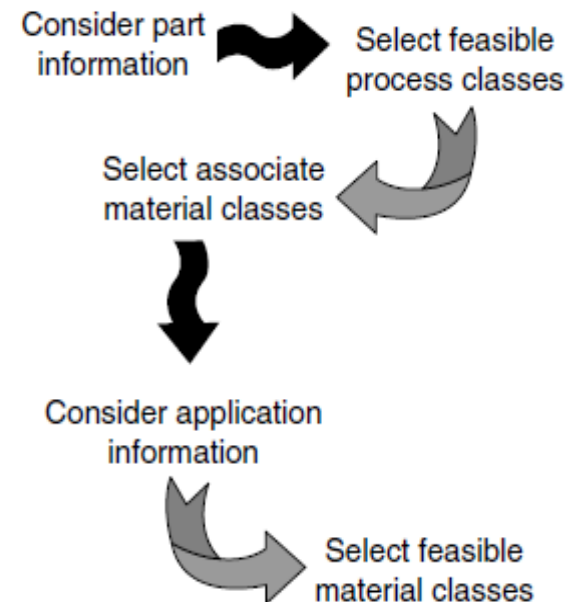 Consider part
information
Select feasible
process classes
Select associate
material classes
Consider application
information
Select feasible
material classes